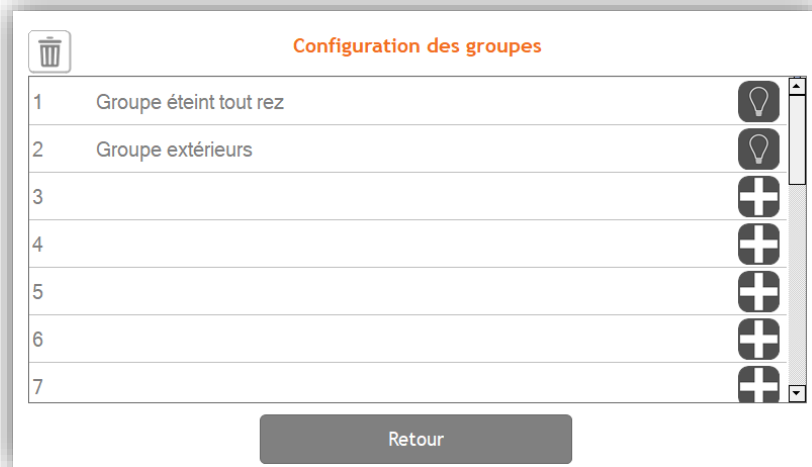 Configuration des groupes
1 Groupe éteint tout rez
2 Groupe extérieurs
3
4
5
6
7
Retour